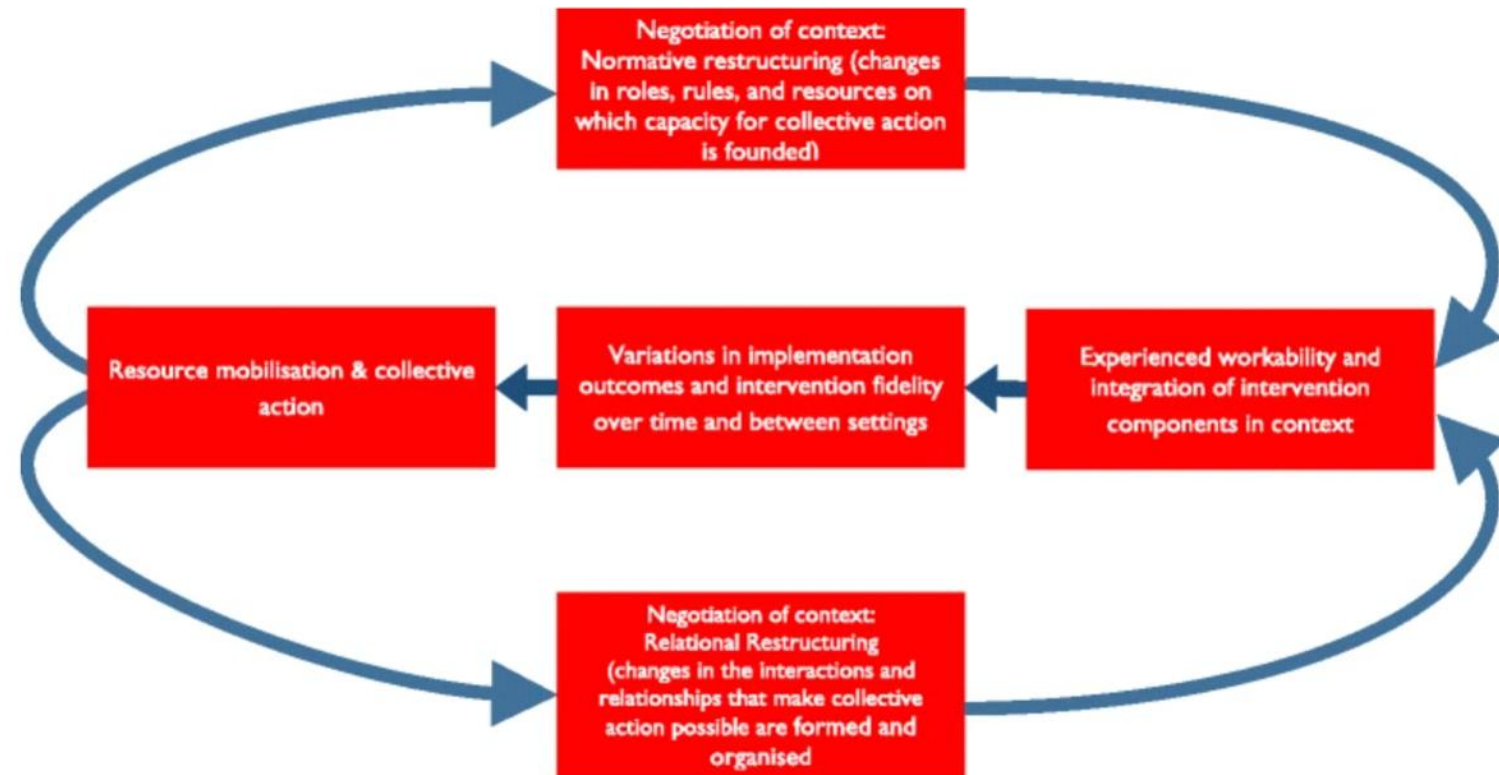 Negotiation of context:
Normative restructuring (changes
in roles, rules, and resources on
which capacity for collective action
is founded)
Resource mobilisation & collective
action
Variations in implementation
outcomes and intervention fidelity
over time and between settings
Experienced workability and
integration of intervention
components in context
Negotiation of context:
Relational Restructuring
(changes in the interactions and
relationships that make collective
action possible are formed and
organised